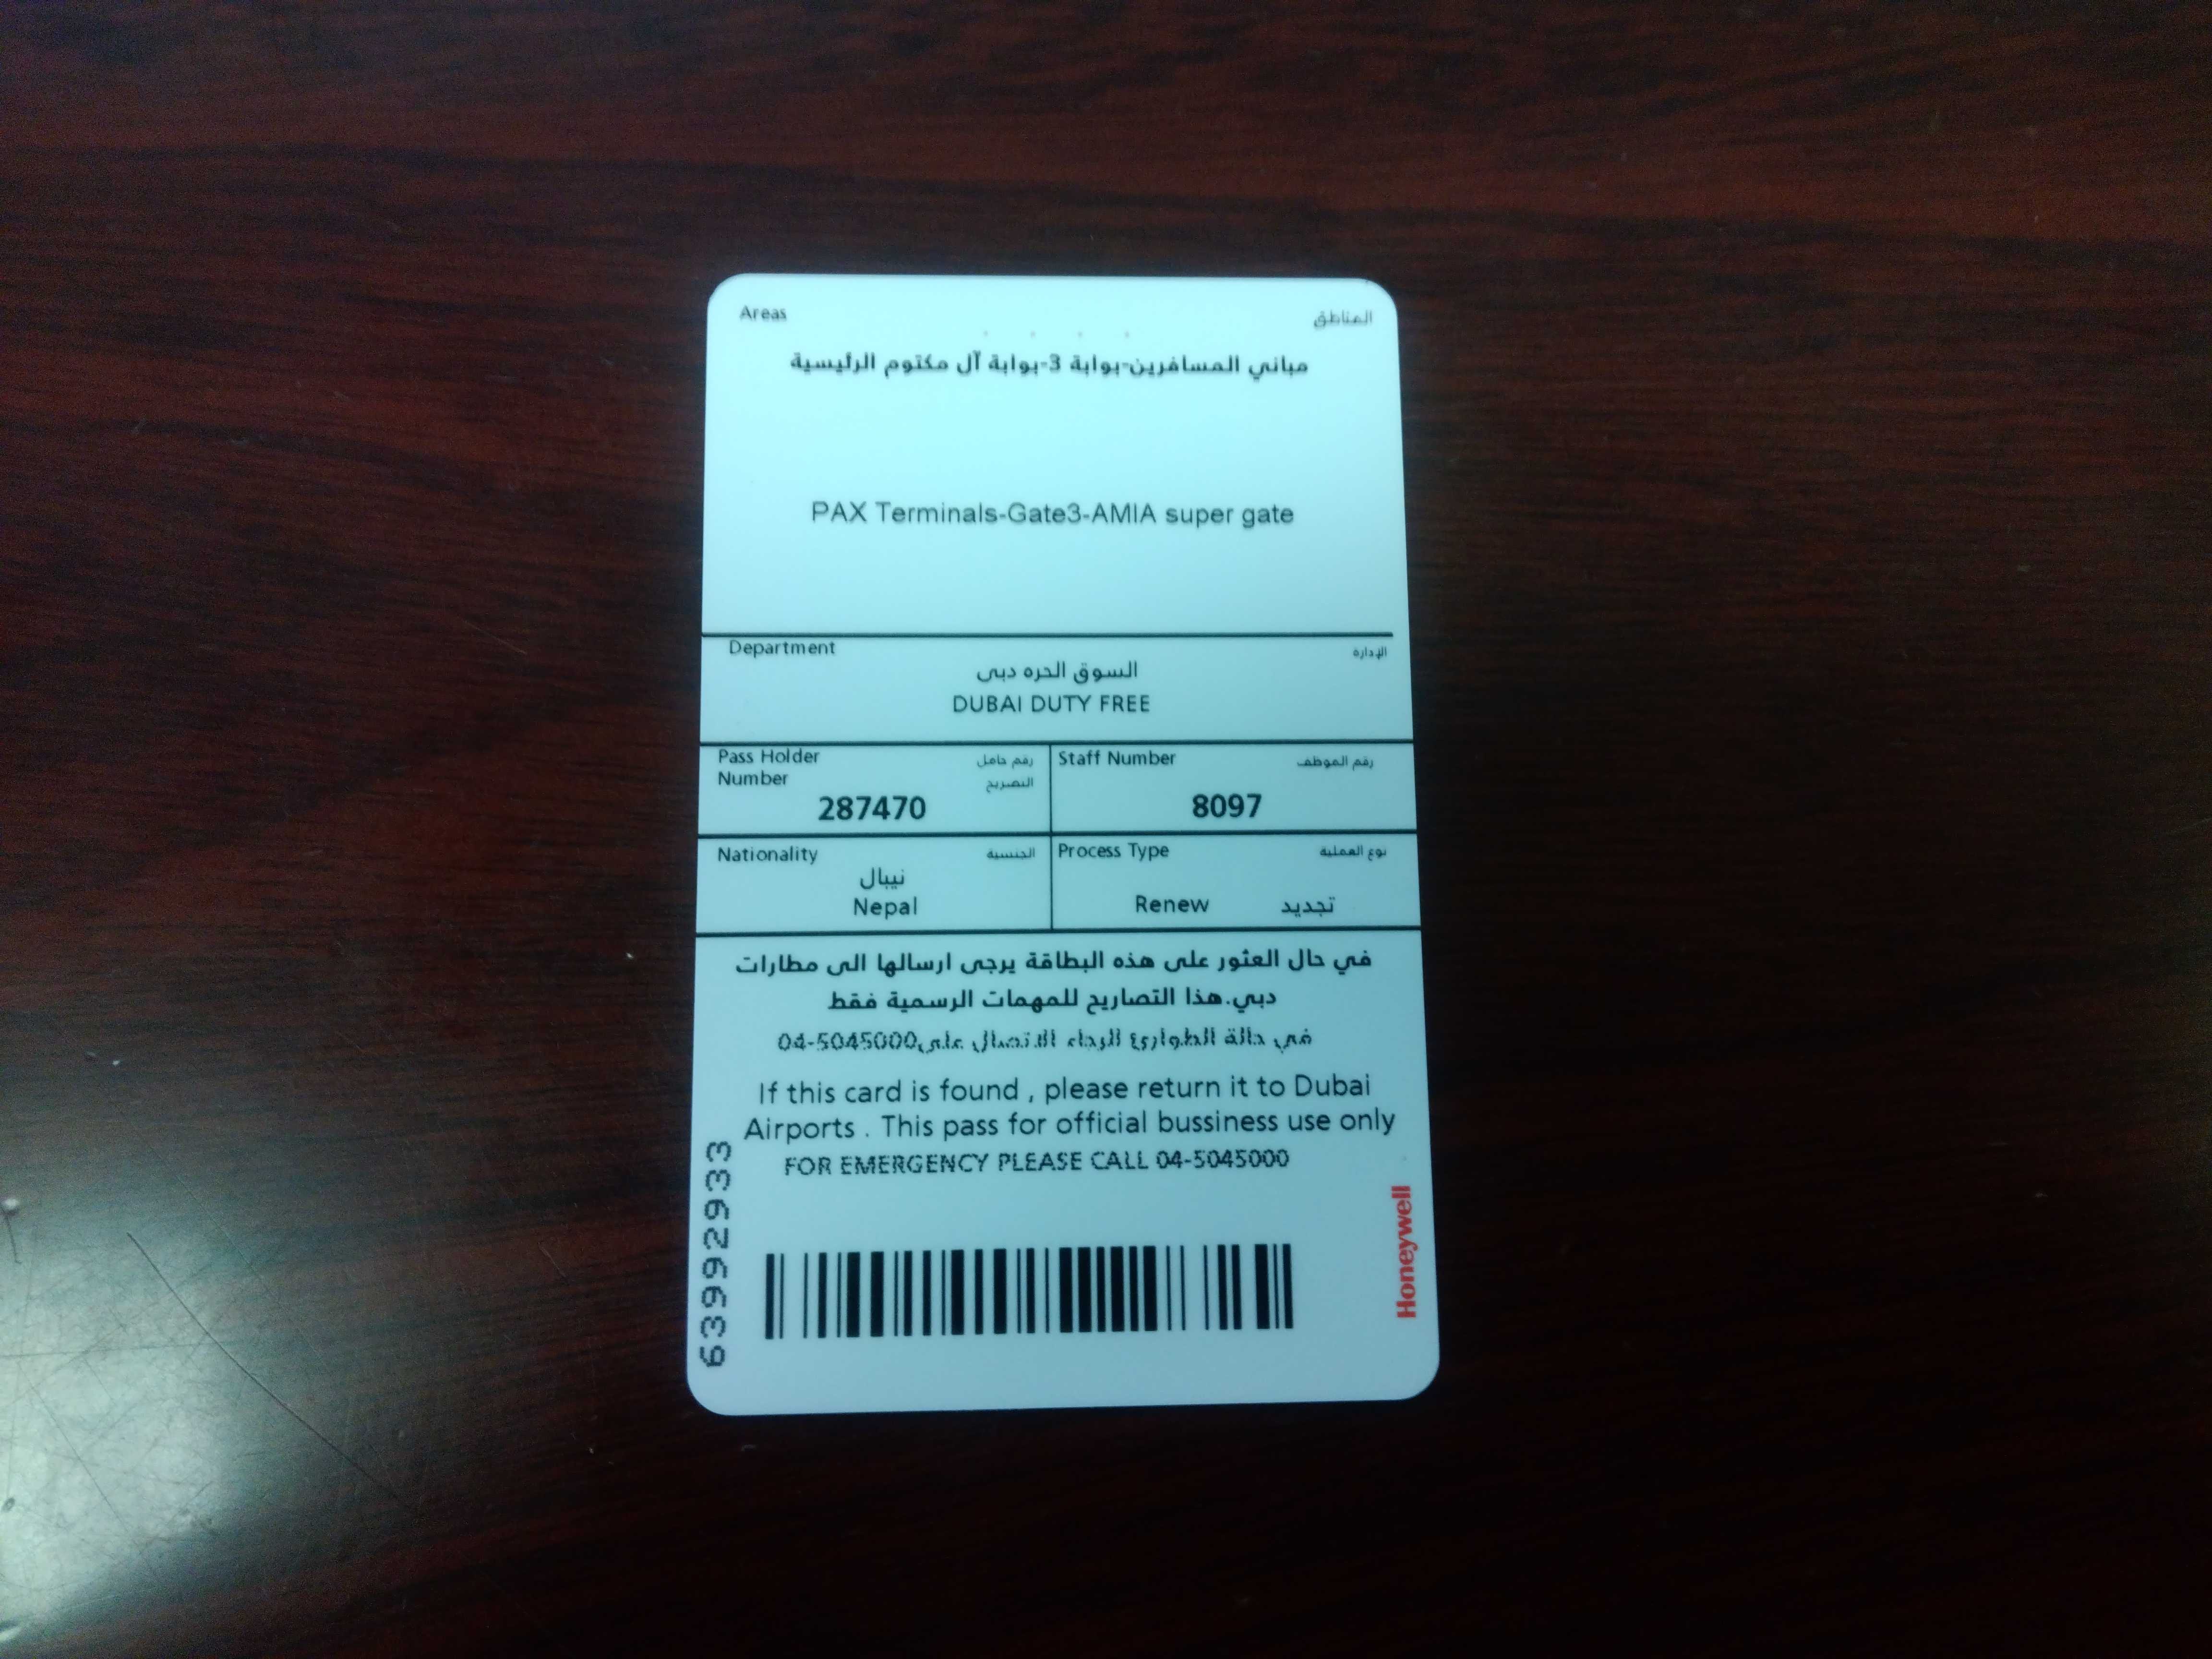 Areas المناطق
مباني المسافرين-بوابة 3-بوابة آل مكتوم الرئيسية
PAX Terminals-Gate3-AMIA super gate
Department الإدارة
السوق الحره دبى
DUBAI DUTY FREE
Pass Holder رقم حامل
Number التصريح
287470
Staff Number رقم الموظف
8097
Nationality الجنسية
نيبال
Nepal
Process Type نوع العملية
Renew تجديد
في حال العثور على هذه البطاقة يرجى ارسالها الى مطارات
دبي.هذا التصاريح للمهمات الرسمية فقط
في حالة الطوارئ الرجاء الاتصال على04-5045000
If this card is found , please return it to Dubai
Airports . This pass for official bussiness use only
FOR EMERGENCY PLEASE CALL 04-5045000
639929933
Honeywell